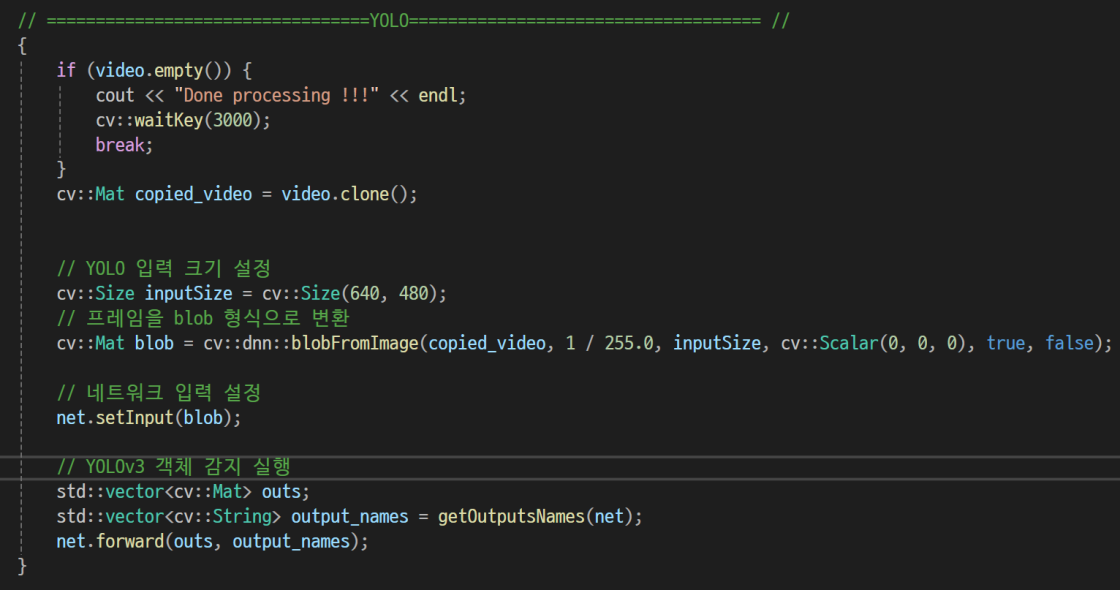 // =================================YOLO==================================== //
{
if (video.empty()) {
cout << "Done processing !!!" << endl;
cv::waitKey(3000);
break;
}
cv::Mat copied_video = video.clone();
// YOLO 입력 크기 설정
cv::Size inputSize = cv::Size(640, 480);
// 프레임을 blob 형식으로 변환
cv::Mat blob = cv::dnn::blobFromImage(copied_video, 1 / 255.0, inputSize, cv::Scalar(0, 0, 0), true, false);
// 네트워크 입력 설정
net.setInput(blob);
// YOLOv3 객체 감지 실행
std::vector<cv::Mat> outs;
std::vector<cv::String> output_names = getOutputsNames(net);
net.forward(outs, output_names);
}